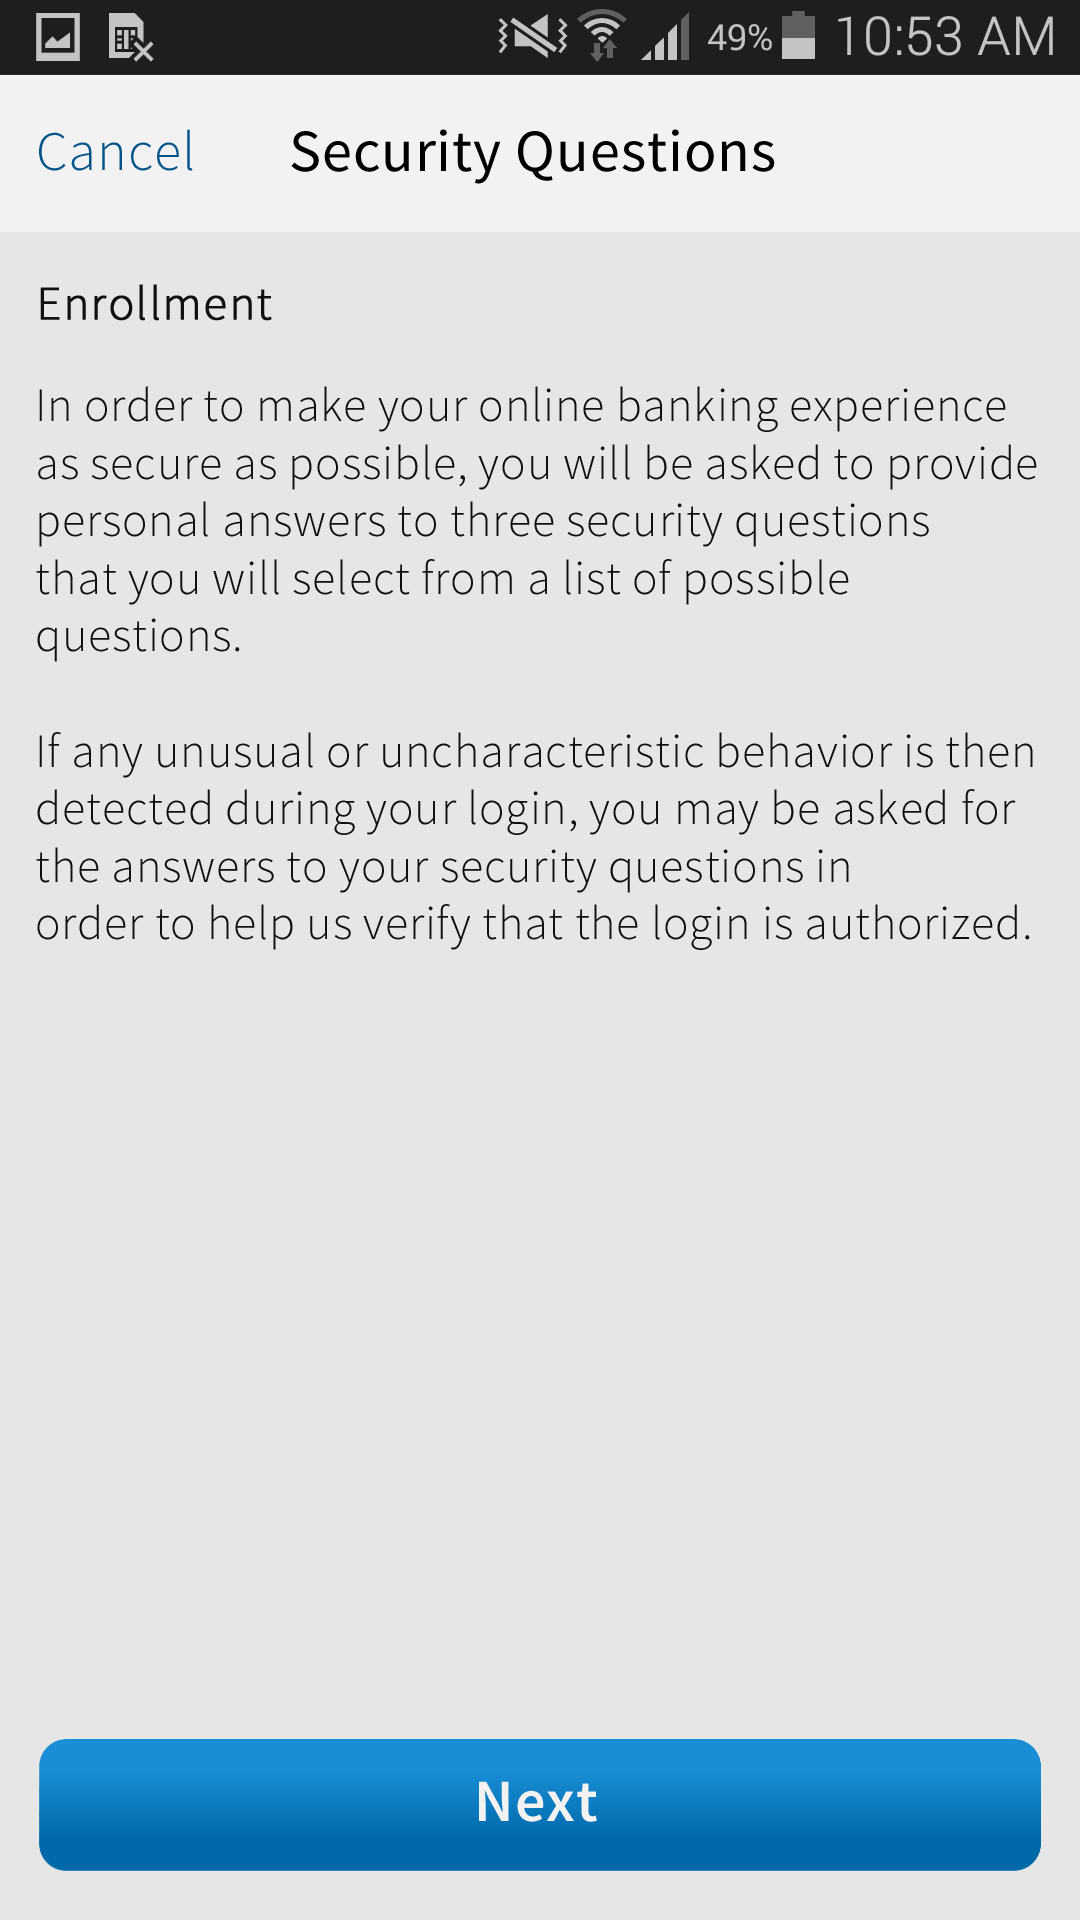 49% 10:53 AM
Cancel Security Questions
Enrollment
In order to make your online banking experience
as secure as possible, you will be asked to provide
personal answers to three security questions
that you will select from a list of possible
questions.
If any unusual or uncharacteristic behavior is then
detected during your login, you may be asked for
the answers to your security questions in
order to help us verify that the login is authorized.
Next